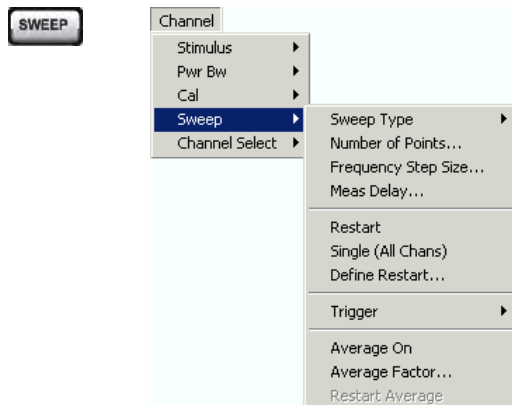 SWEEP
Channel
Stimulus
Pwr Bw
Cal
Sweep
Channel Select
Sweep Type
Number of Points...
Frequency Step Size...
Meas Delay...
Restart
Single (All Chans)
Define Restart...
Trigger
Average On
Average Factor...
Restart Average